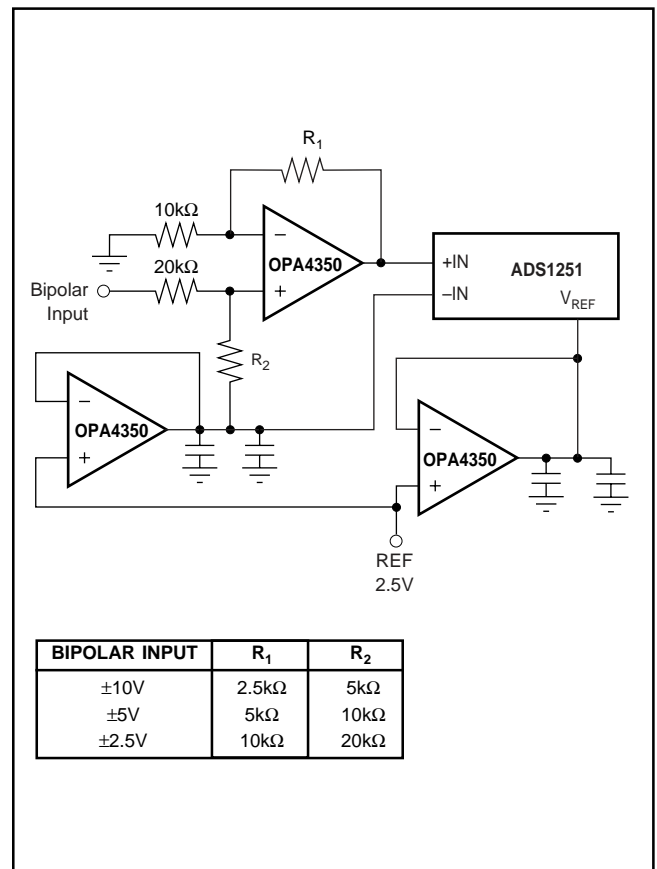 R₁
10kΩ
−
OPA4350
+
20kΩ
Bipolar
Input
+IN
ADS1251
–IN
V_REF
R₂
−
OPA4350
+
−
OPA4350
+
REF
2.5V
BIPOLAR INPUT R₁ R₂
±10V 2.5kΩ 5kΩ
±5V 5kΩ 10kΩ
±2.5V 10kΩ 20kΩ